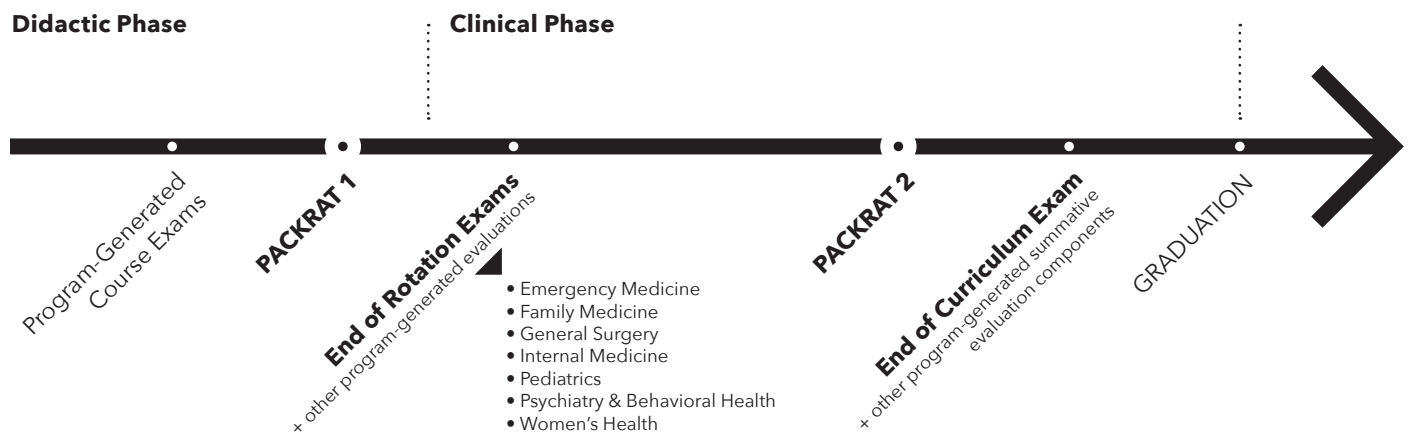 Didactic Phase
Clinical Phase
Program-Generated
Course Exams
PACKRAT 1
End of Rotation Exams
+ other program-generated evaluations
• Emergency Medicine
• Family Medicine
• General Surgery
• Internal Medicine
• Pediatrics
• Psychiatry & Behavioral Health
• Women's Health
PACKRAT 2
End of Curriculum Exam
+ other program-generated summative
evaluation components
GRADUATION